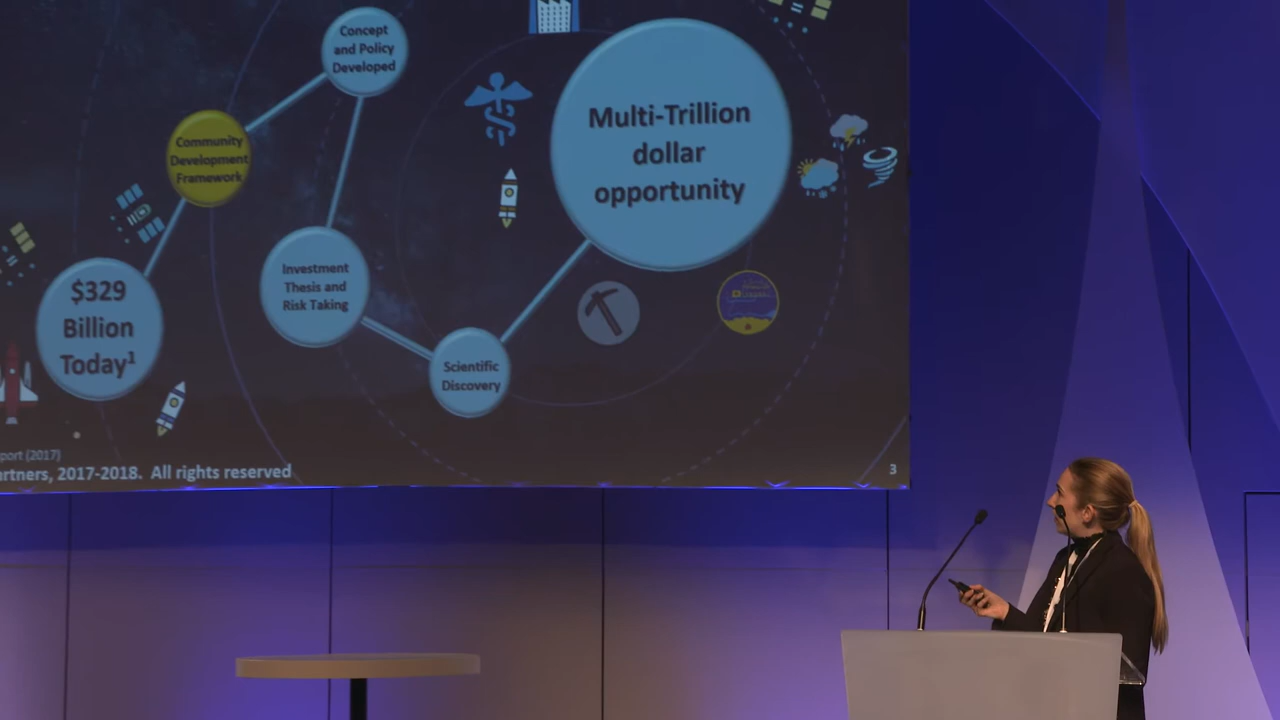 Concept
and Policy
Developed
Community
Development
Framework
$329
Billion
Today¹
Investment
Thesis and
Risk Taking
Scientific
Discovery
Multi-Trillion
dollar
opportunity
port (2017)
artners, 2017-2018. All rights reserved
3